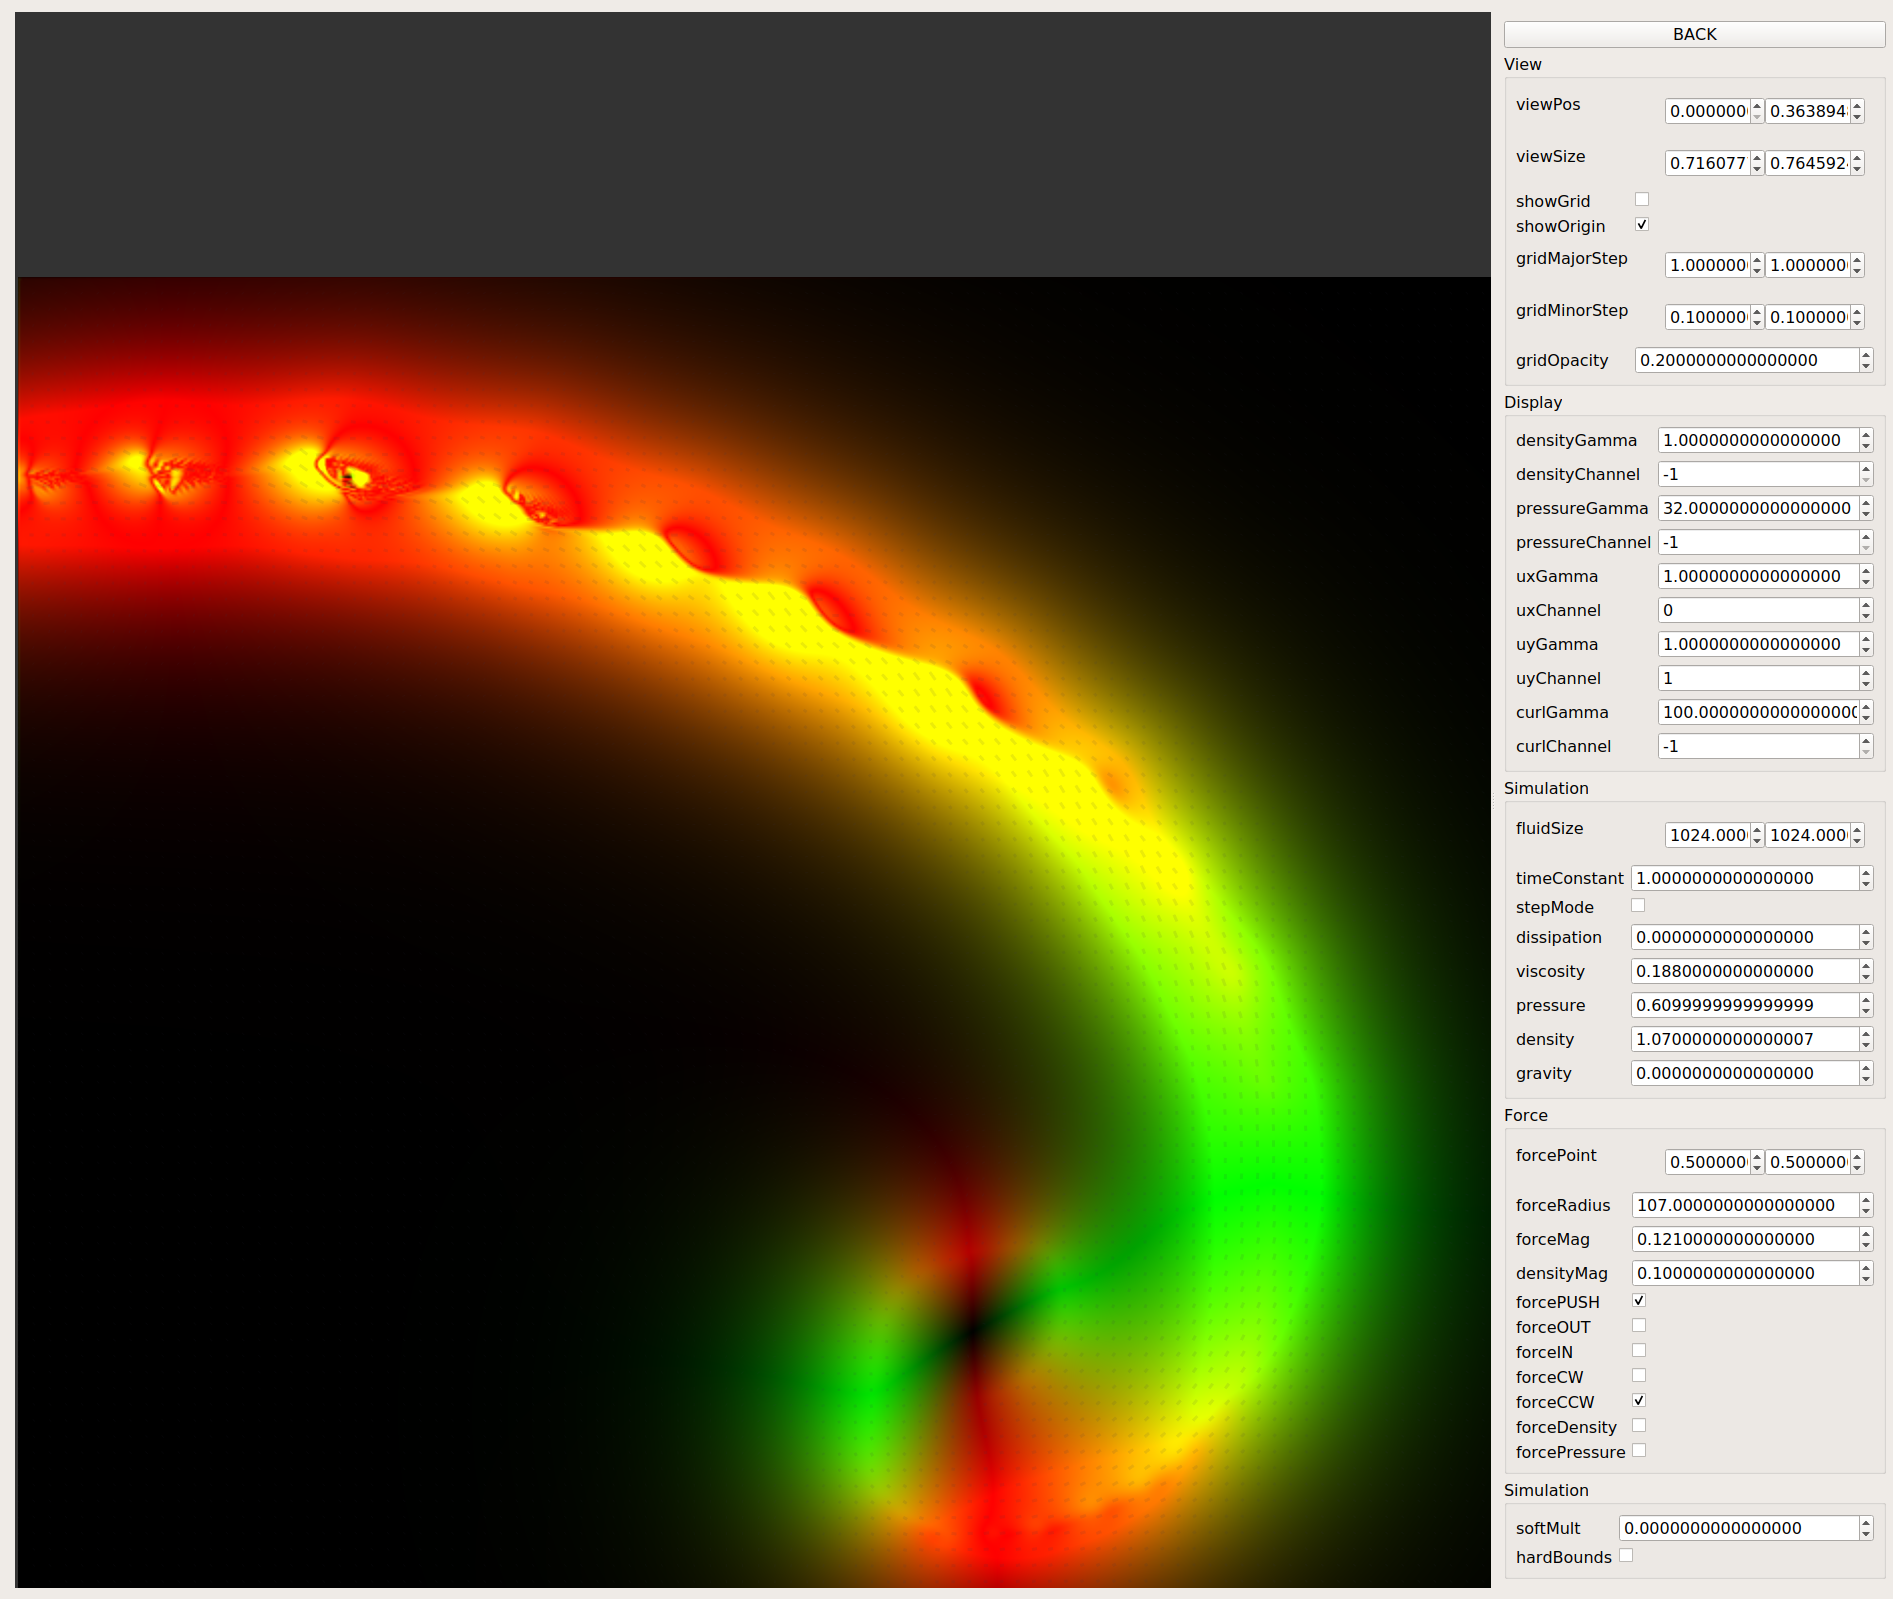 BACK
View
viewPos 0.000000 0.363894
viewSize 0.716077 0.764592
showGrid
showOrigin
gridMajorStep 1.000000 1.000000
gridMinorStep 0.100000 0.100000
gridOpacity 0.2000000000000000
Display
densityGamma 1.0000000000000000
densityChannel -1
pressureGamma 32.0000000000000000
pressureChannel -1
uxGamma 1.0000000000000000
uxChannel 0
uyGamma 1.0000000000000000
uyChannel 1
curlGamma 100.0000000000000000
curlChannel -1
Simulation
fluidSize 1024.000 1024.000
timeConstant 1.0000000000000000
stepMode
dissipation 0.0000000000000000
viscosity 0.1880000000000000
pressure 0.6099999999999999
density 1.0700000000000007
gravity 0.0000000000000000
Force
forcePoint 0.500000 0.500000
forceRadius 107.0000000000000000
forceMag 0.1210000000000000
densityMag 0.1000000000000000
forcePUSH
forceOUT
forceIN
forceCW
forceCCW
forceDensity
forcePressure
Simulation
softMult 0.0000000000000000
hardBounds